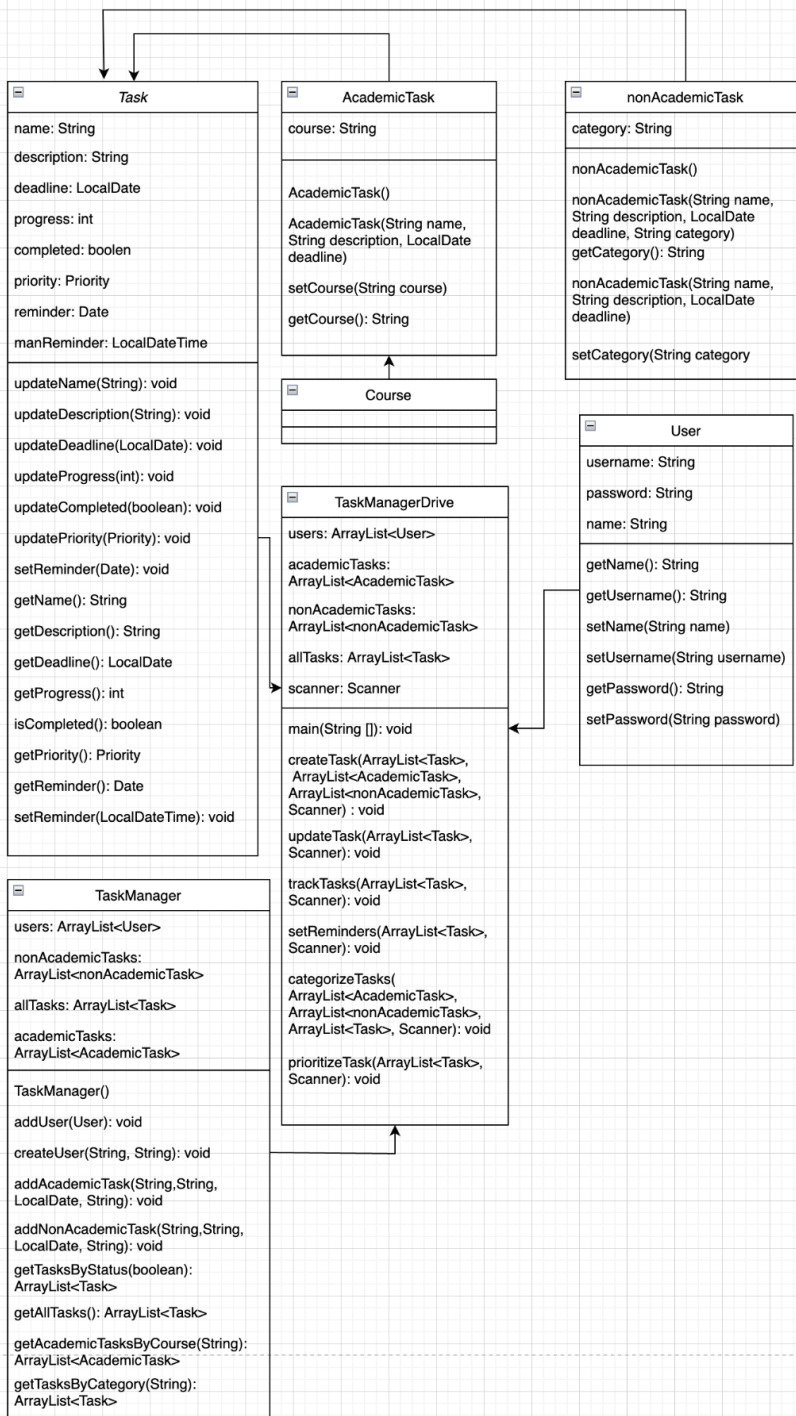 Task
name: String
description: String
deadline: LocalDate
progress: int
completed: boolen
priority: Priority
reminder: Date
manReminder: LocalDateTime
updateName(String): void
updateDescription(String): void
updateDeadline(LocalDate): void
updateProgress(int): void
updateCompleted(boolean): void
updatePriority(Priority): void
setReminder(Date): void
getName(): String
getDescription(): String
getDeadline(): LocalDate
getProgress(): int
isCompleted(): boolean
getPriority(): Priority
getReminder(): Date
setReminder(LocalDateTime): void
AcademicTask
course: String
AcademicTask()
AcademicTask(String name,
String description, LocalDate
deadline)
setCourse(String course)
getCourse(): String
nonAcademicTask
category: String
nonAcademicTask()
nonAcademicTask(String name,
String description, LocalDate
deadline, String category)
getCategory(): String
nonAcademicTask(String name,
String description, LocalDate
deadline)
setCategory(String category
Course
User
username: String
password: String
name: String
getName(): String
getUsername(): String
setName(String name)
setUsername(String username)
getPassword(): String
setPassword(String password)
TaskManagerDrive
users: ArrayList<User>
academicTasks:
ArrayList<AcademicTask>
nonAcademicTasks:
ArrayList<nonAcademicTask>
allTasks: ArrayList<Task>
scanner: Scanner
main(String []): void
createTask(ArrayList<Task>,
ArrayList<AcademicTask>,
ArrayList<nonAcademicTask>,
Scanner) : void
updateTask(ArrayList<Task>,
Scanner): void
trackTasks(ArrayList<Task>,
Scanner): void
setReminders(ArrayList<Task>,
Scanner): void
categorizeTasks(
ArrayList<AcademicTask>,
ArrayList<nonAcademicTask>,
ArrayList<Task>, Scanner): void
prioritizeTask(ArrayList<Task>,
Scanner): void
TaskManager
users: ArrayList<User>
nonAcademicTasks:
ArrayList<nonAcademicTask>
allTasks: ArrayList<Task>
academicTasks:
ArrayList<AcademicTask>
TaskManager()
addUser(User): void
createUser(String, String): void
addAcademicTask(String,String,
LocalDate, String): void
addNonAcademicTask(String,String,
LocalDate, String): void
getTasksByStatus(boolean):
ArrayList<Task>
getAllTasks(): ArrayList<Task>
getAcademicTasksByCourse(String):
ArrayList<AcademicTask>
getTasksByCategory(String):
ArrayList<Task>